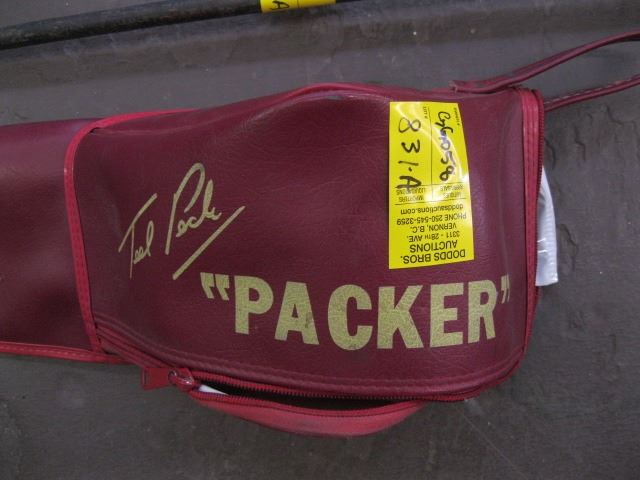 Ted Peck
"PACKER"
831-A
DODDS BROS.
AUCTIONS
3311 - 28TH AVE.
VERNON, B.C.
PHONE 250-545-3259
doddsauctions.com
A